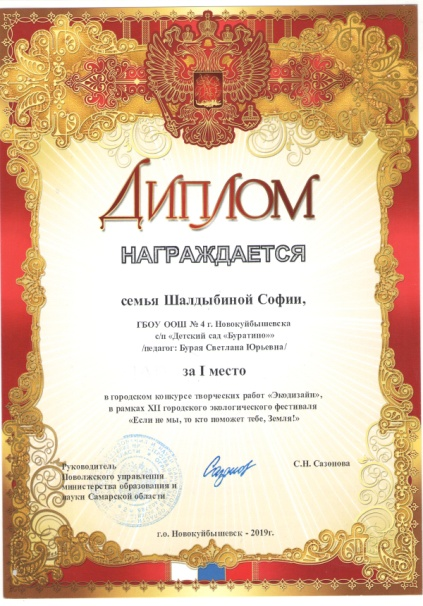 ДИПЛОМ
НАГРАЖДАЕТСЯ
семья Шалдыбиной Софии,
ГБОУ ООШ № 4 г. Новокуйбышевска
с/п «Детский сад «Буратино»»
/педагог: Бурая Светлана Юрьевна/
за I место
в городском конкурсе творческих работ «Экодизайн»,
в рамках XII городского экологического фестиваля
«Если не мы, то кто поможет тебе, Земля!»
Руководитель
Поволжского управления
министерства образования и
науки Самарской области
С.Н. Сазонова
г.о. Новокуйбышевск - 2019г.